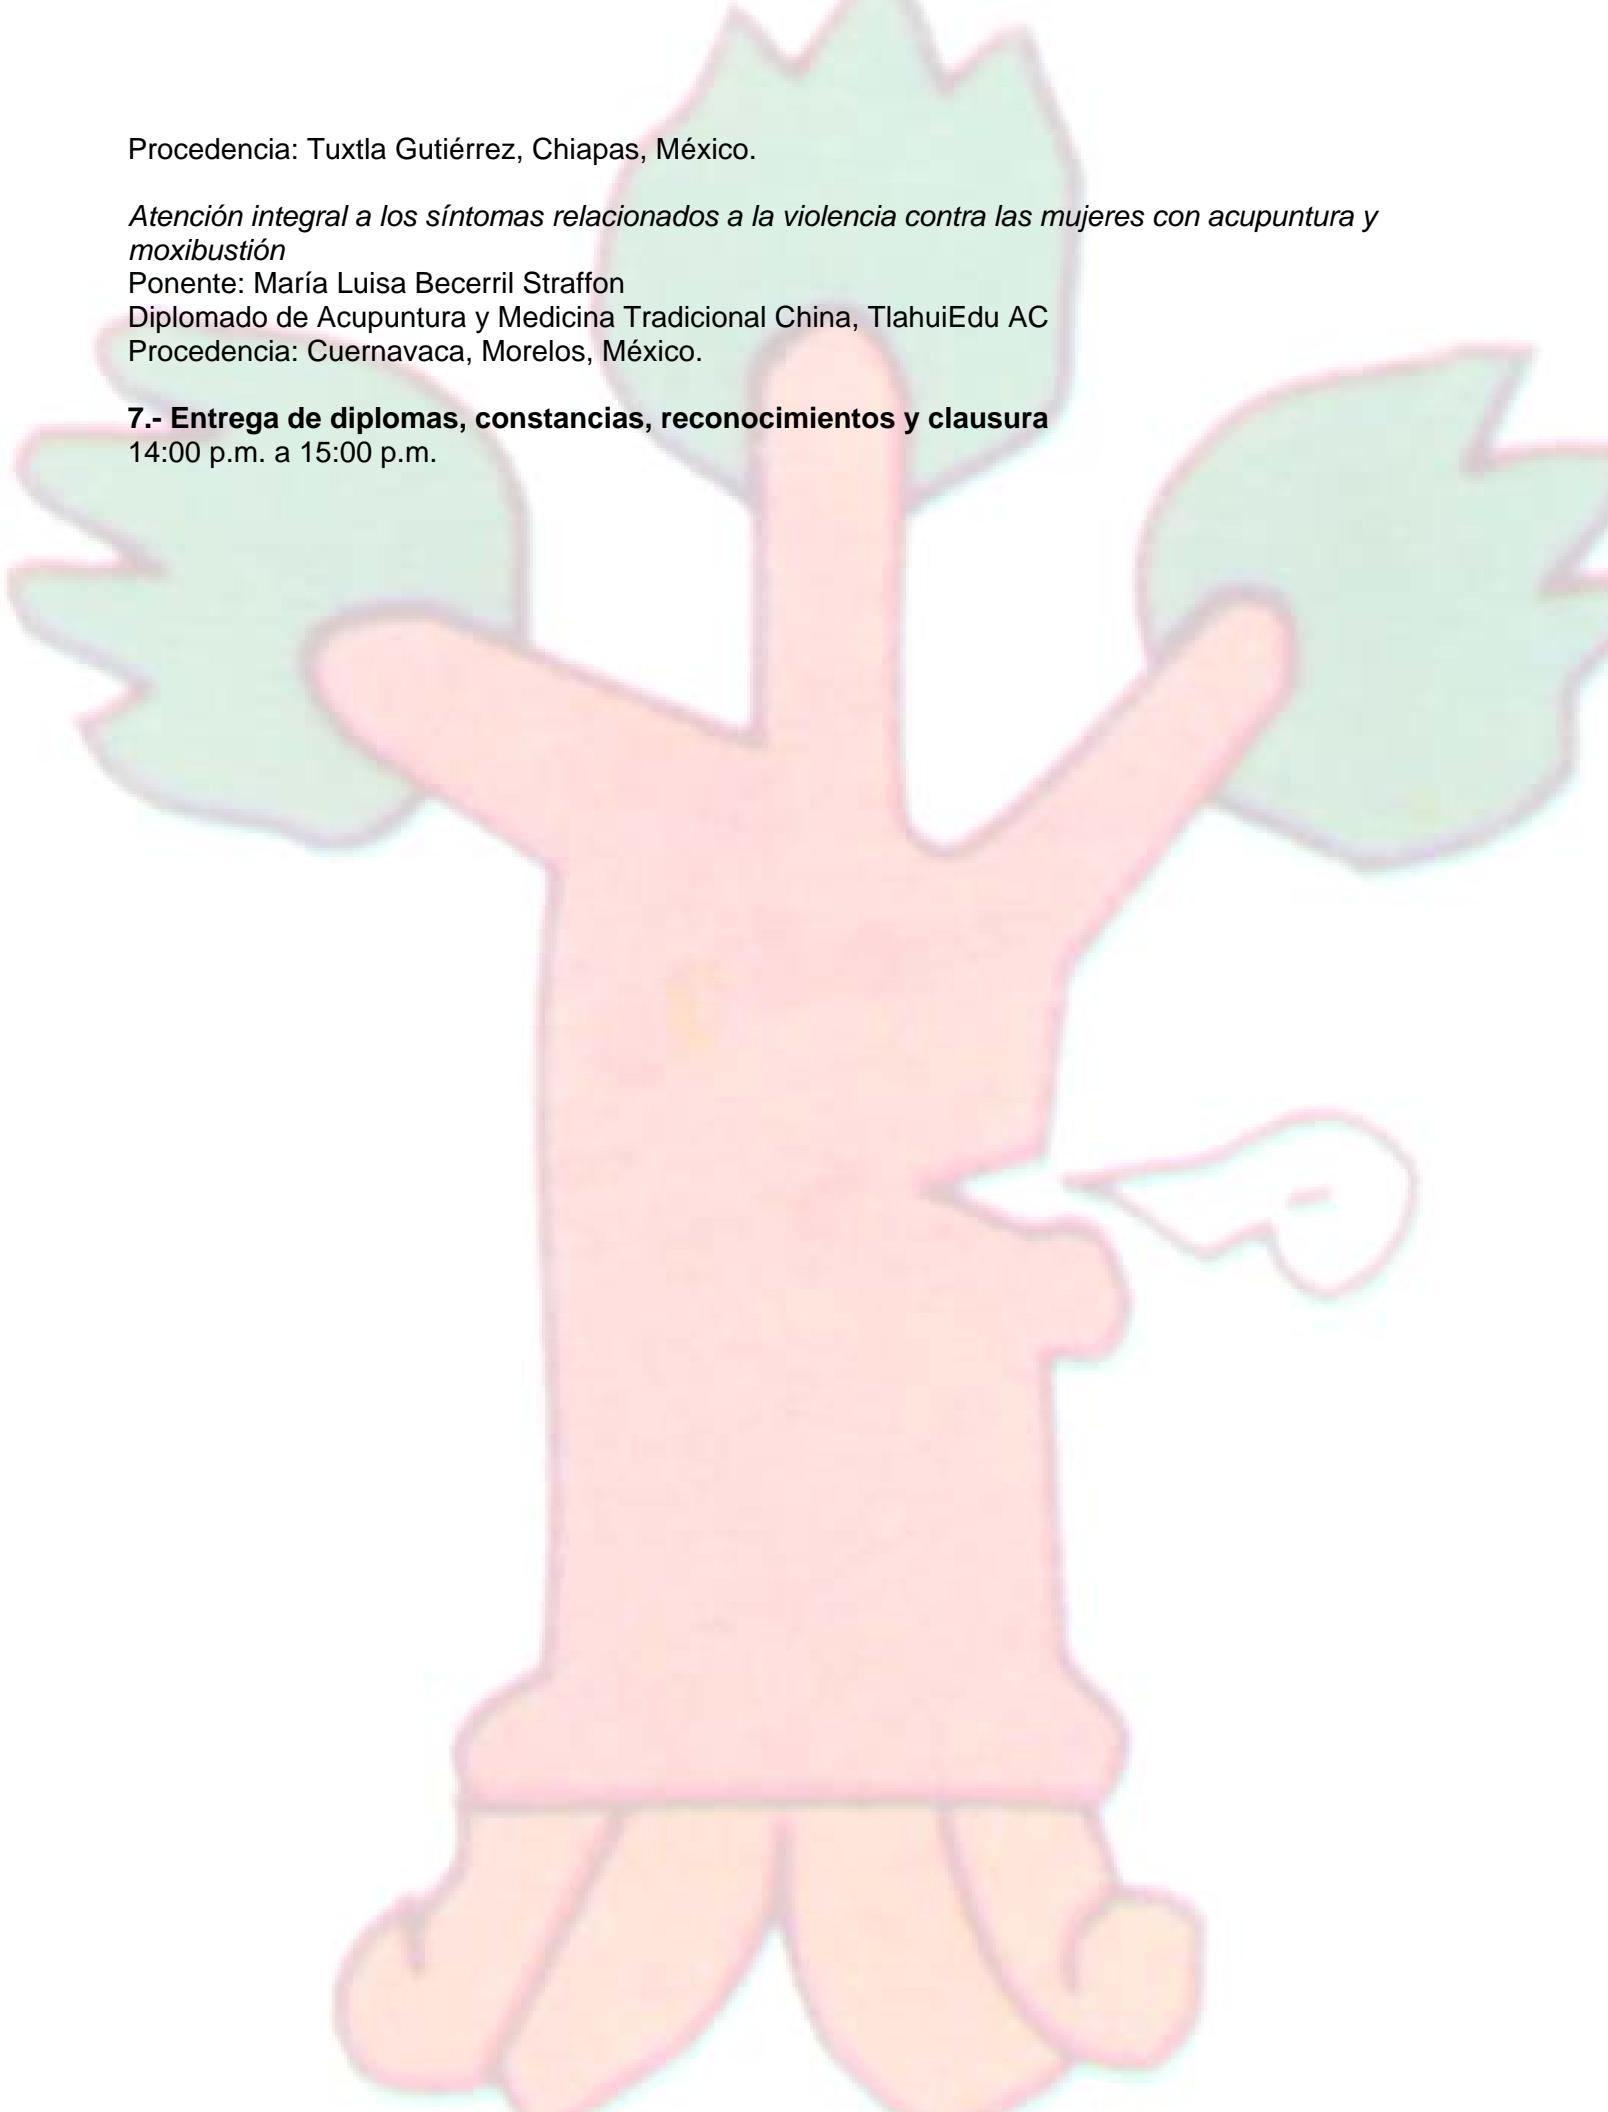 Procedencia: Tuxtla Gutiérrez, Chiapas, México.
Atención integral a los síntomas relacionados a la violencia contra las mujeres con acupuntura y
moxibustión
Ponente: María Luisa Becerril Straffon
Diplomado de Acupuntura y Medicina Tradicional China, TlahuiEdu AC
Procedencia: Cuernavaca, Morelos, México.
7.- Entrega de diplomas, constancias, reconocimientos y clausura
14:00 p.m. a 15:00 p.m.